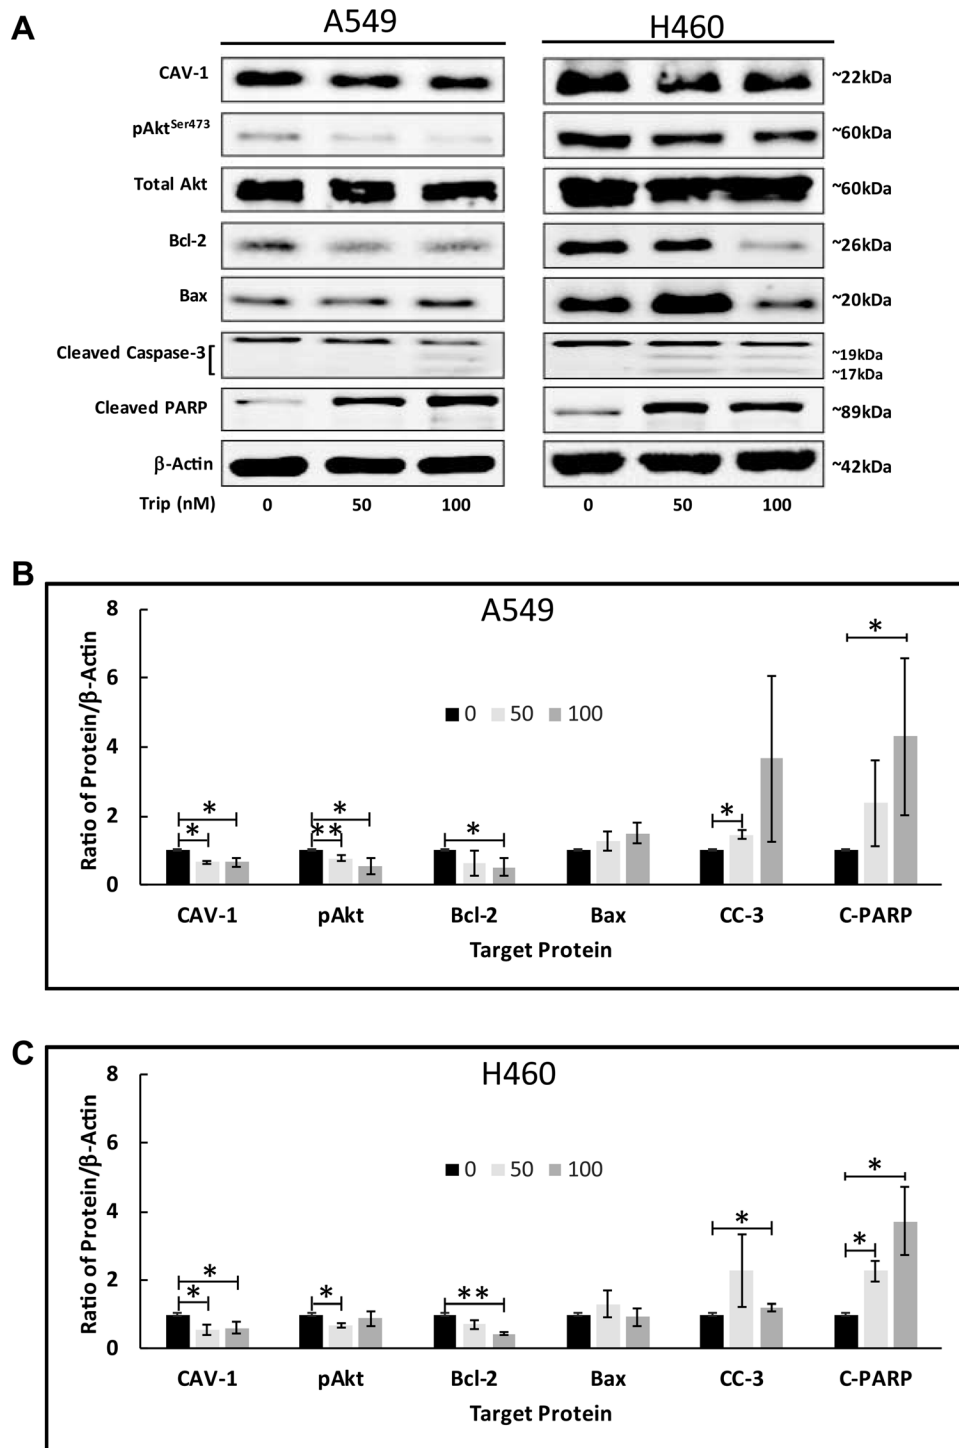 A
A549
H460
CAV-1
~22kDa
pAktSer473
~60kDa
Total Akt
~60kDa
Bcl-2
~26kDa
Bax
~20kDa
Cleaved Caspase-3
~19kDa
~17kDa
Cleaved PARP
~89kDa
β-Actin
~42kDa
Trip (nM) 0 50 100 0 50 100
B
A549
Ratio of Protein/β-Actin
8
6
4
2
0
0 50 100
* * ** * * * *
CAV-1 pAkt Bcl-2 Bax CC-3 C-PARP
Target Protein
C
H460
Ratio of Protein/β-Actin
8
6
4
2
0
0 50 100
* * * ** * * *
CAV-1 pAkt Bcl-2 Bax CC-3 C-PARP
Target Protein